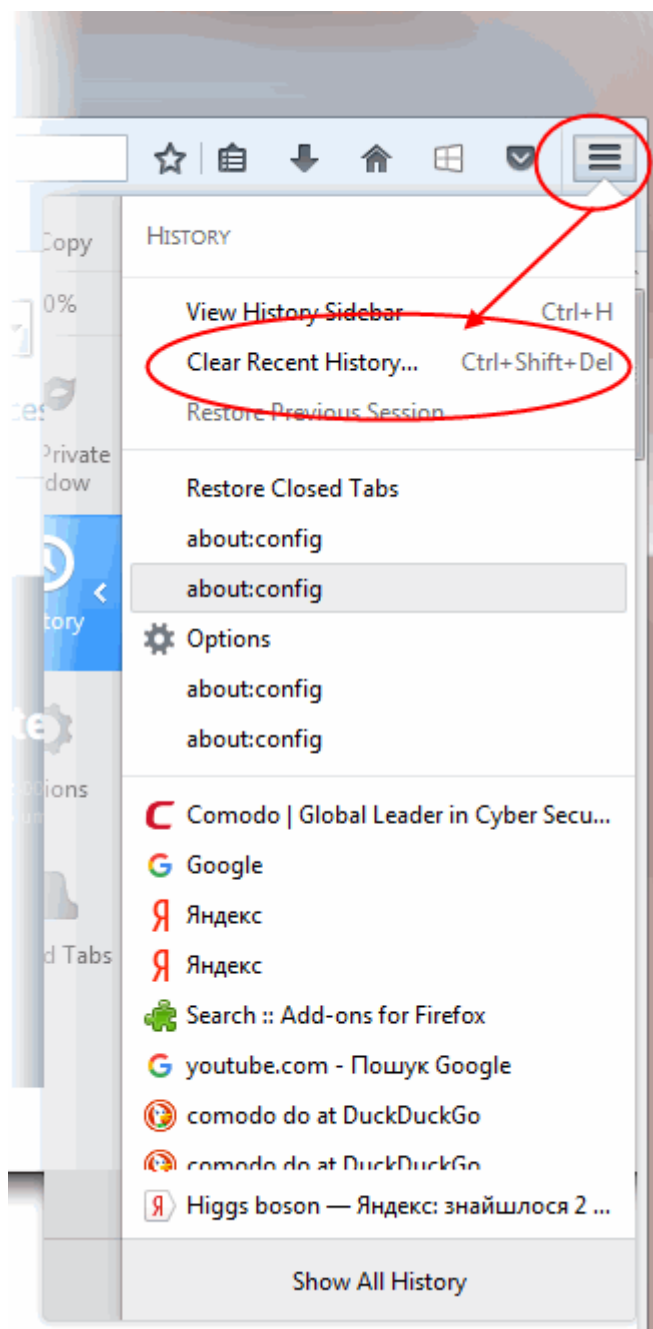 Copy
HISTORY
0%
View History Sidebar Ctrl+H
Clear Recent History... Ctrl+Shift+Del
Restore Previous Session
Private
dow
Restore Closed Tabs
about:config
about:config
tory
Options
about:config
about:config
ions
Comodo | Global Leader in Cyber Secu...
Google
Яндекс
d Tabs
Яндекс
Search :: Add-ons for Firefox
youtube.com - Пошук Google
comodo do at DuckDuckGo
comodo do at DuckDuckGo
Higgs boson — Яндекс: знайшлося 2 ...
Show All History